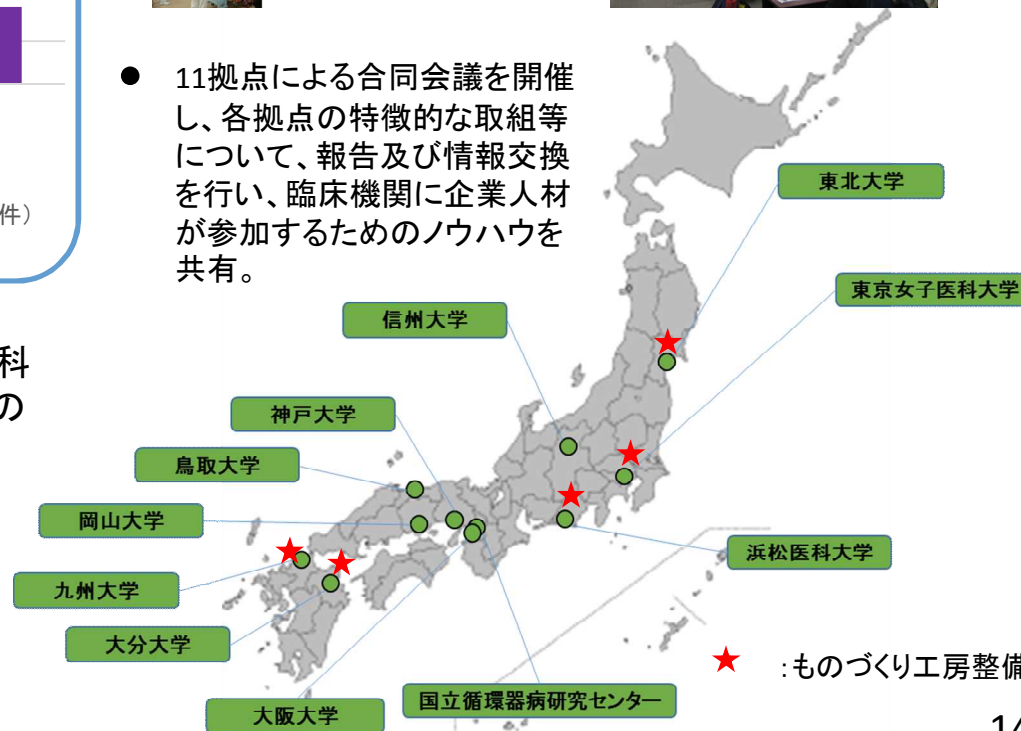 件）
科
の
● 11拠点による合同会議を開催
し、各拠点の特徴的な取組等
について、報告及び情報交換
を行い、臨床機関に企業人材
が参加するためのノウハウを
共有。
東北大学
東京女子医科大学
信州大学
神戸大学
鳥取大学
岡山大学
九州大学
大分大学
大阪大学
国立循環器病研究センター
浜松医科大学
★ ：ものづくり工房整備